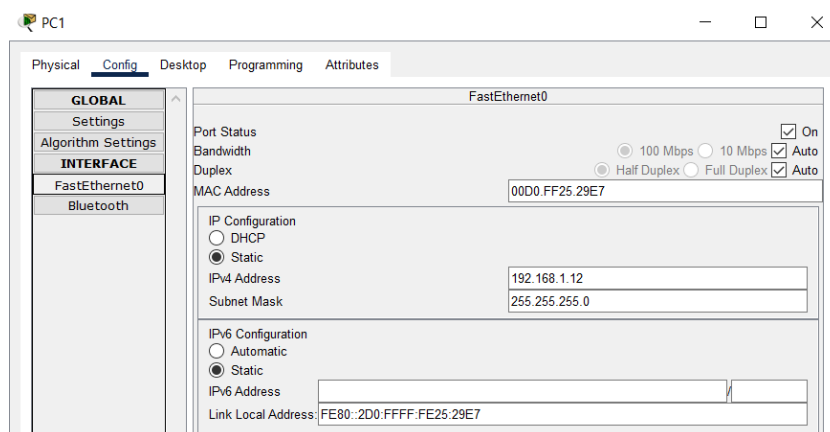 PC1
Physical Config Desktop Programming Attributes
GLOBAL
Settings
Algorithm Settings
INTERFACE
FastEthernet0
Bluetooth
FastEthernet0
Port Status On
Bandwidth 100 Mbps 10 Mbps Auto
Duplex Half Duplex Full Duplex Auto
MAC Address 00D0.FF25.29E7
IP Configuration
DHCP
Static
IPv4 Address 192.168.1.12
Subnet Mask 255.255.255.0
IPv6 Configuration
Automatic
Static
IPv6 Address /
Link Local Address: FE80::2D0:FFFF:FE25:29E7